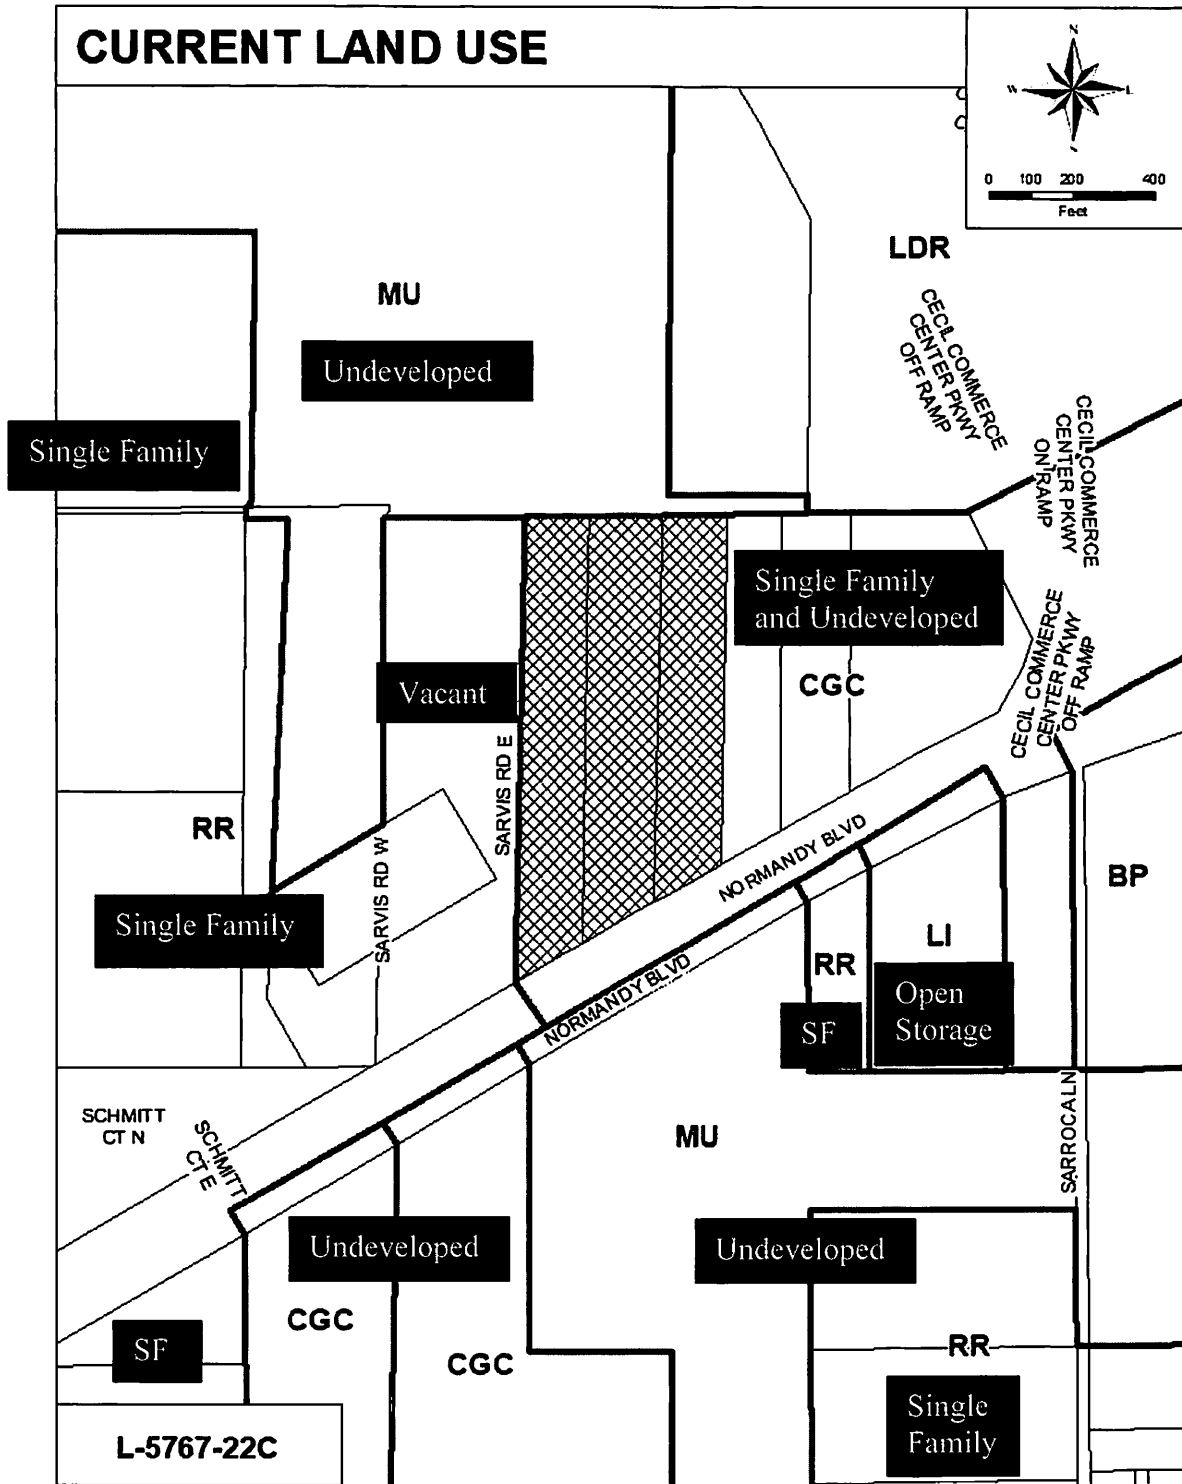 CURRENT LAND USE
N
W
0 100 200 400
Feet
LDR
MU
Undeveloped
CECIL COMMERCE
CENTER PKWY
OFF RAMP
CECIL COMMERCE
CENTER PKWY
ON RAMP
Single Family
Single Family
and Undeveloped
CECIL COMMERCE
CENTER PKWY
OFF RAMP
Vacant
CGC
SARVIS RD E
RR
SARVIS RD W
NORMANDY BLVD
BP
Single Family
LI
RR
NORMANDY BLVD
Open
Storage
SF
SCHMITT
CT N
SCHMITT
CT E
MU
SARROCA LN
Undeveloped
Undeveloped
CGC
SF
CGC
RR
Single
Family
L-5767-22C